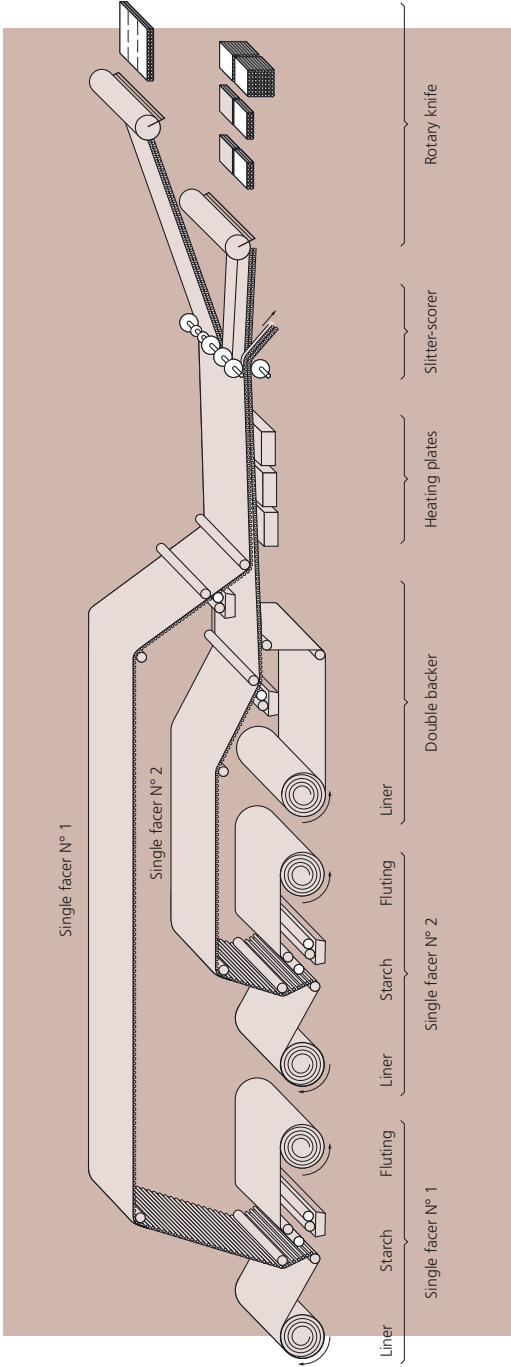 Single facer N° 1
Single facer N° 2
Liner
Starch
Fluting
Liner
Starch
Fluting
Liner
Single facer N° 1
Single facer N° 2
Double backer
Heating plates
Slitter-scorer
Rotary knife